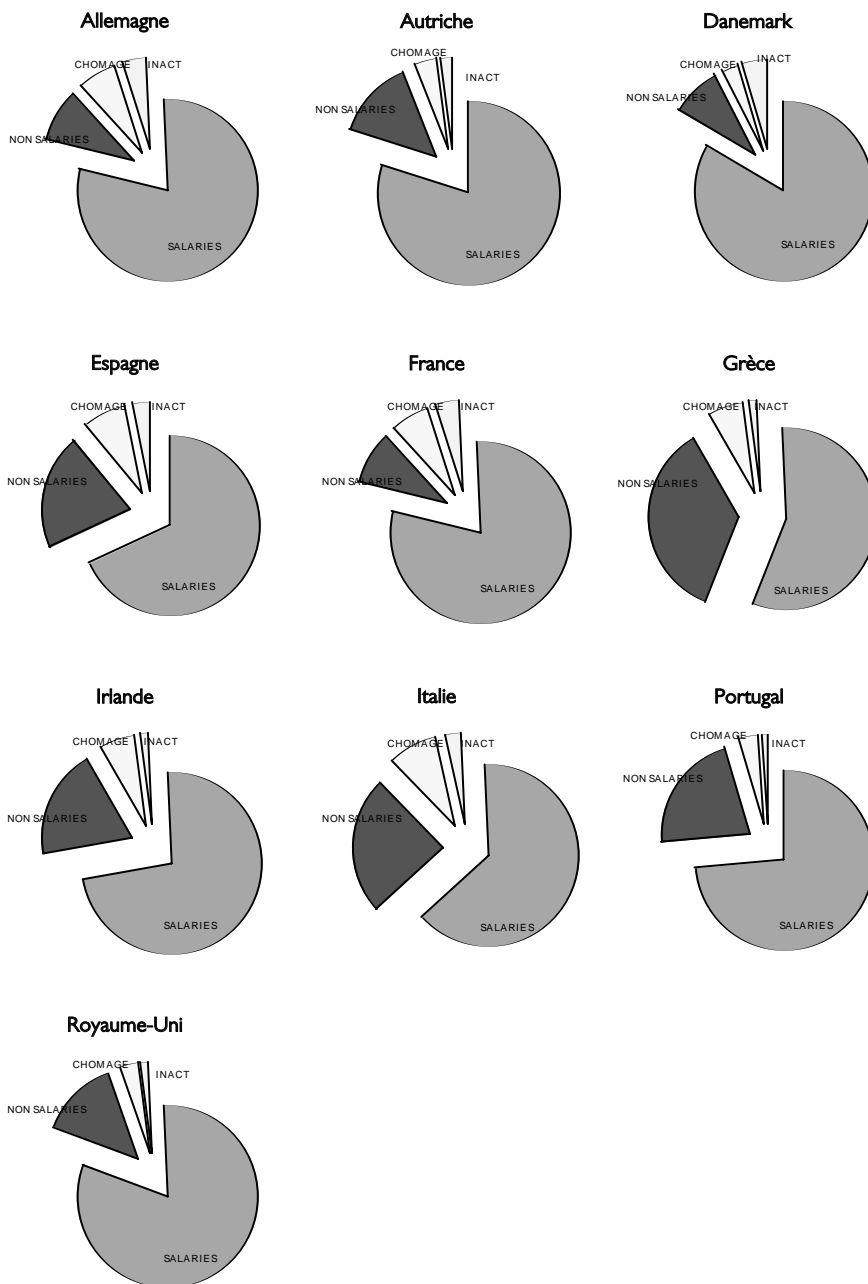 Allemagne
CHOMAGE
INACT
NON SALARIES
SALARIES
Autriche
CHOMAGE
INACT
NON SALARIES
SALARIES
Danemark
INACT
CHOMAGE
NON SALARIES
SALARIES
Espagne
CHOMAGE
INACT
NON SALARIES
SALARIES
France
CHOMAGE
INACT
NON SALARIES
SALARIES
Grèce
CHOMAGE
INACT
NON SALARIES
SALARIES
Irlande
CHOMAGE
INACT
NON SALARIES
SALARIES
Italie
CHOMAGE
INACT
NON SALARIES
SALARIES
Portugal
CHOMAGE
INACT
NON SALARIES
SALARIES
Royaume-Uni
CHOMAGE
INACT
NON SALARIES
SALARIES